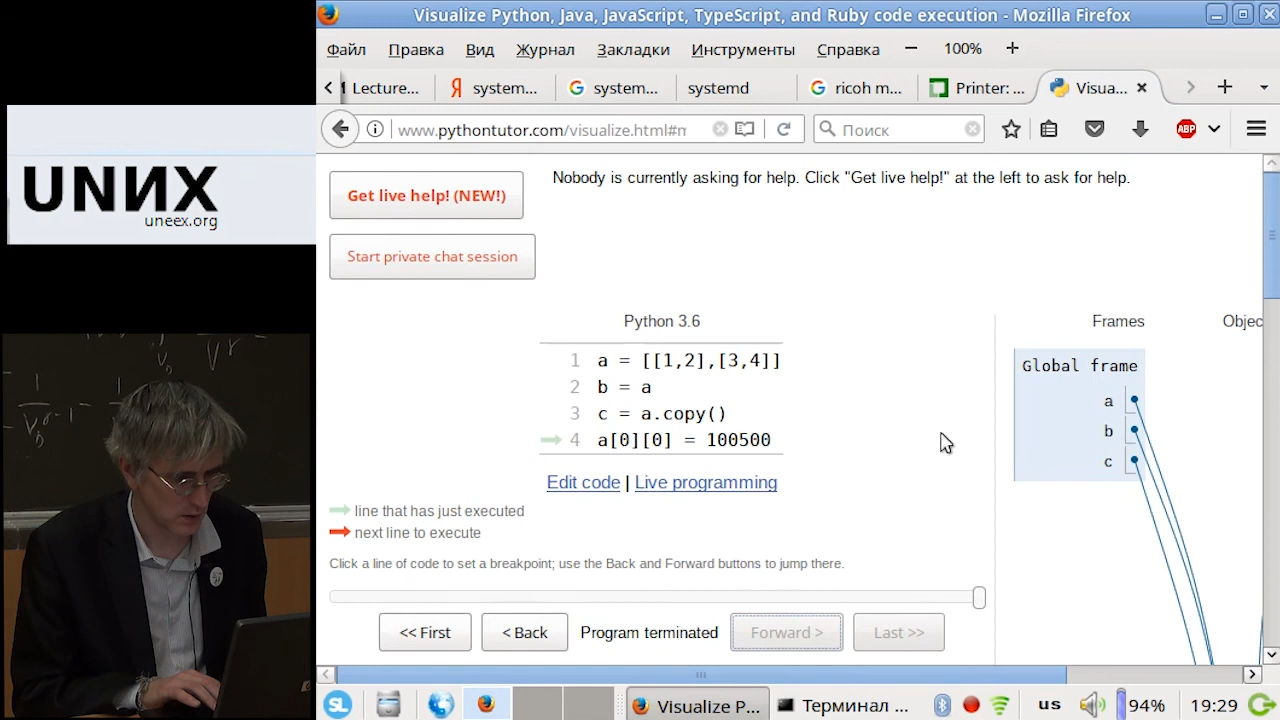 Visualize Python, Java, JavaScript, TypeScript, and Ruby code execution - Mozilla Firefox
Файл Правка Вид Журнал Закладки Инструменты Справка − 100% +
Lecture... system... system... systemd ricoh m... Printer: ... Visua...
www.pythontutor.com/visualize.html#m Поиск ABP
UNИX
uneex.org
Get live help! (NEW!)
Nobody is currently asking for help. Click "Get live help!" at the left to ask for help.
Start private chat session
Python 3.6
1 a = [[1,2],[3,4]]
2 b = a
3 c = a.copy()
4 a[0][0] = 100500
Edit code | Live programming
line that has just executed
next line to execute
Click a line of code to set a breakpoint; use the Back and Forward buttons to jump there.
<< First < Back Program terminated Forward > Last >>
Frames Objec
Global frame
a
b
c
SL Visualize P... Терминал ... us 94% 19:29